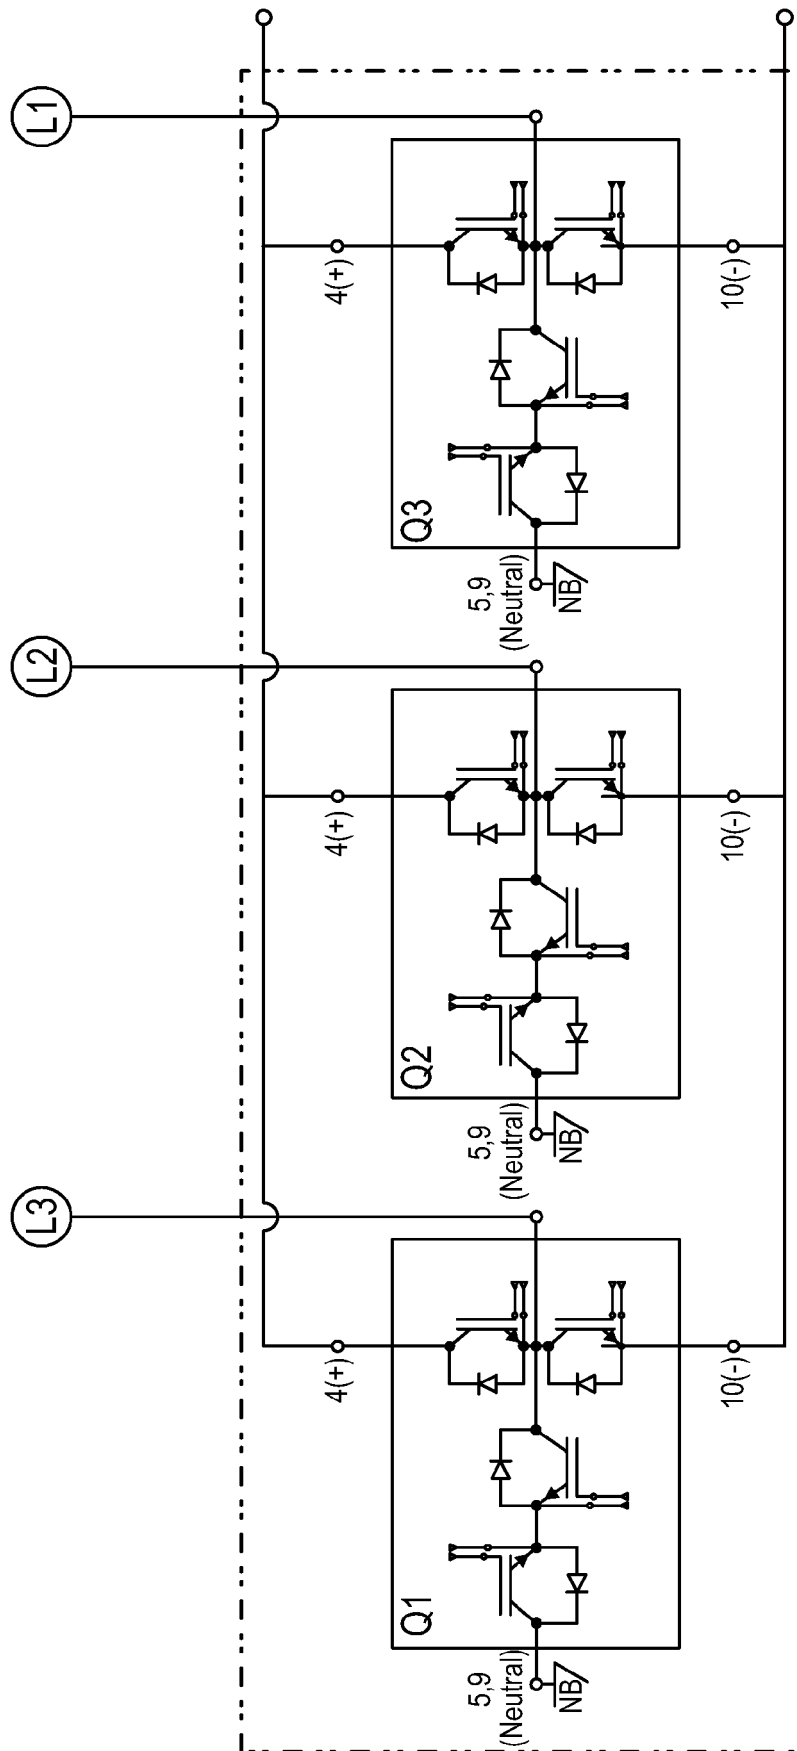 L1
4(+)
10(-)
Q3
5,9
(Neutral)
NB
L2
4(+)
10(-)
Q2
5,9
(Neutral)
NB
L3
4(+)
10(-)
Q1
5,9
(Neutral)
NB